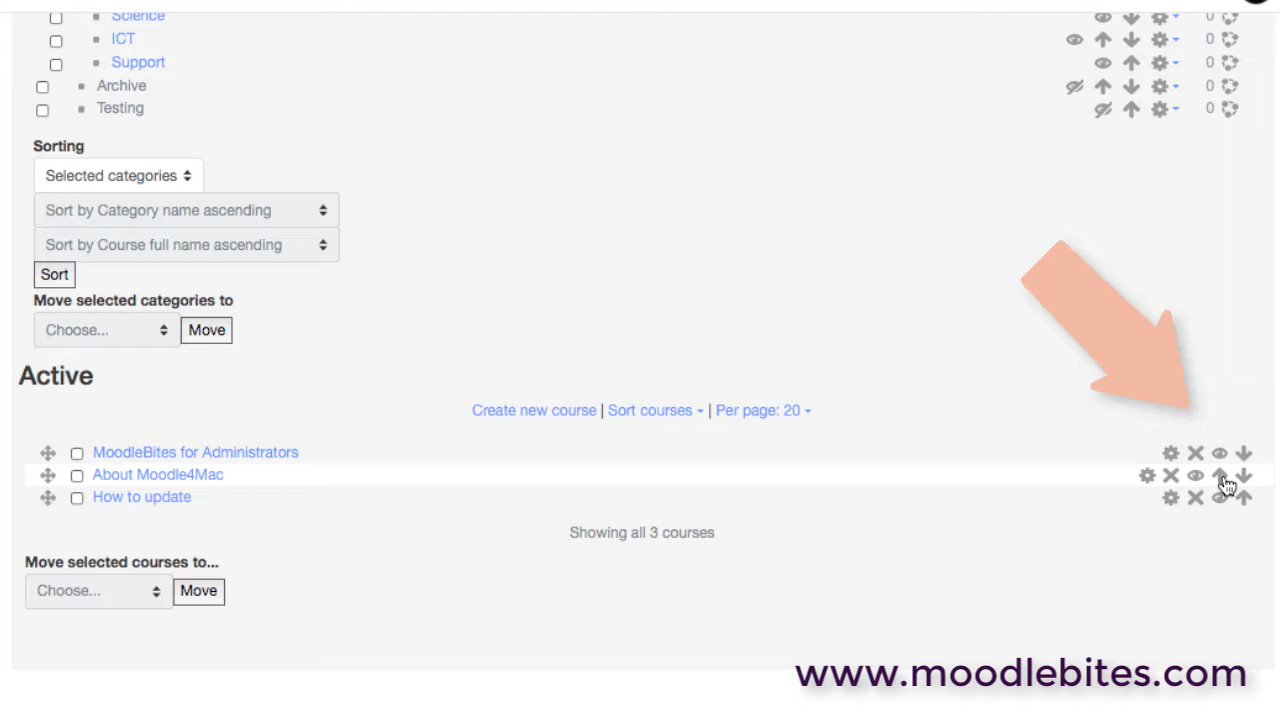 Science 0
ICT 0
Support 0
Archive 0
Testing 0
Sorting
Selected categories
Sort by Category name ascending
Sort by Course full name ascending
Sort
Move selected categories to
Choose... Move
Active
Create new course | Sort courses | Per page: 20
MoodleBites for Administrators
About Moodle4Mac
How to update
Showing all 3 courses
Move selected courses to...
Choose... Move
www.moodlebites.com